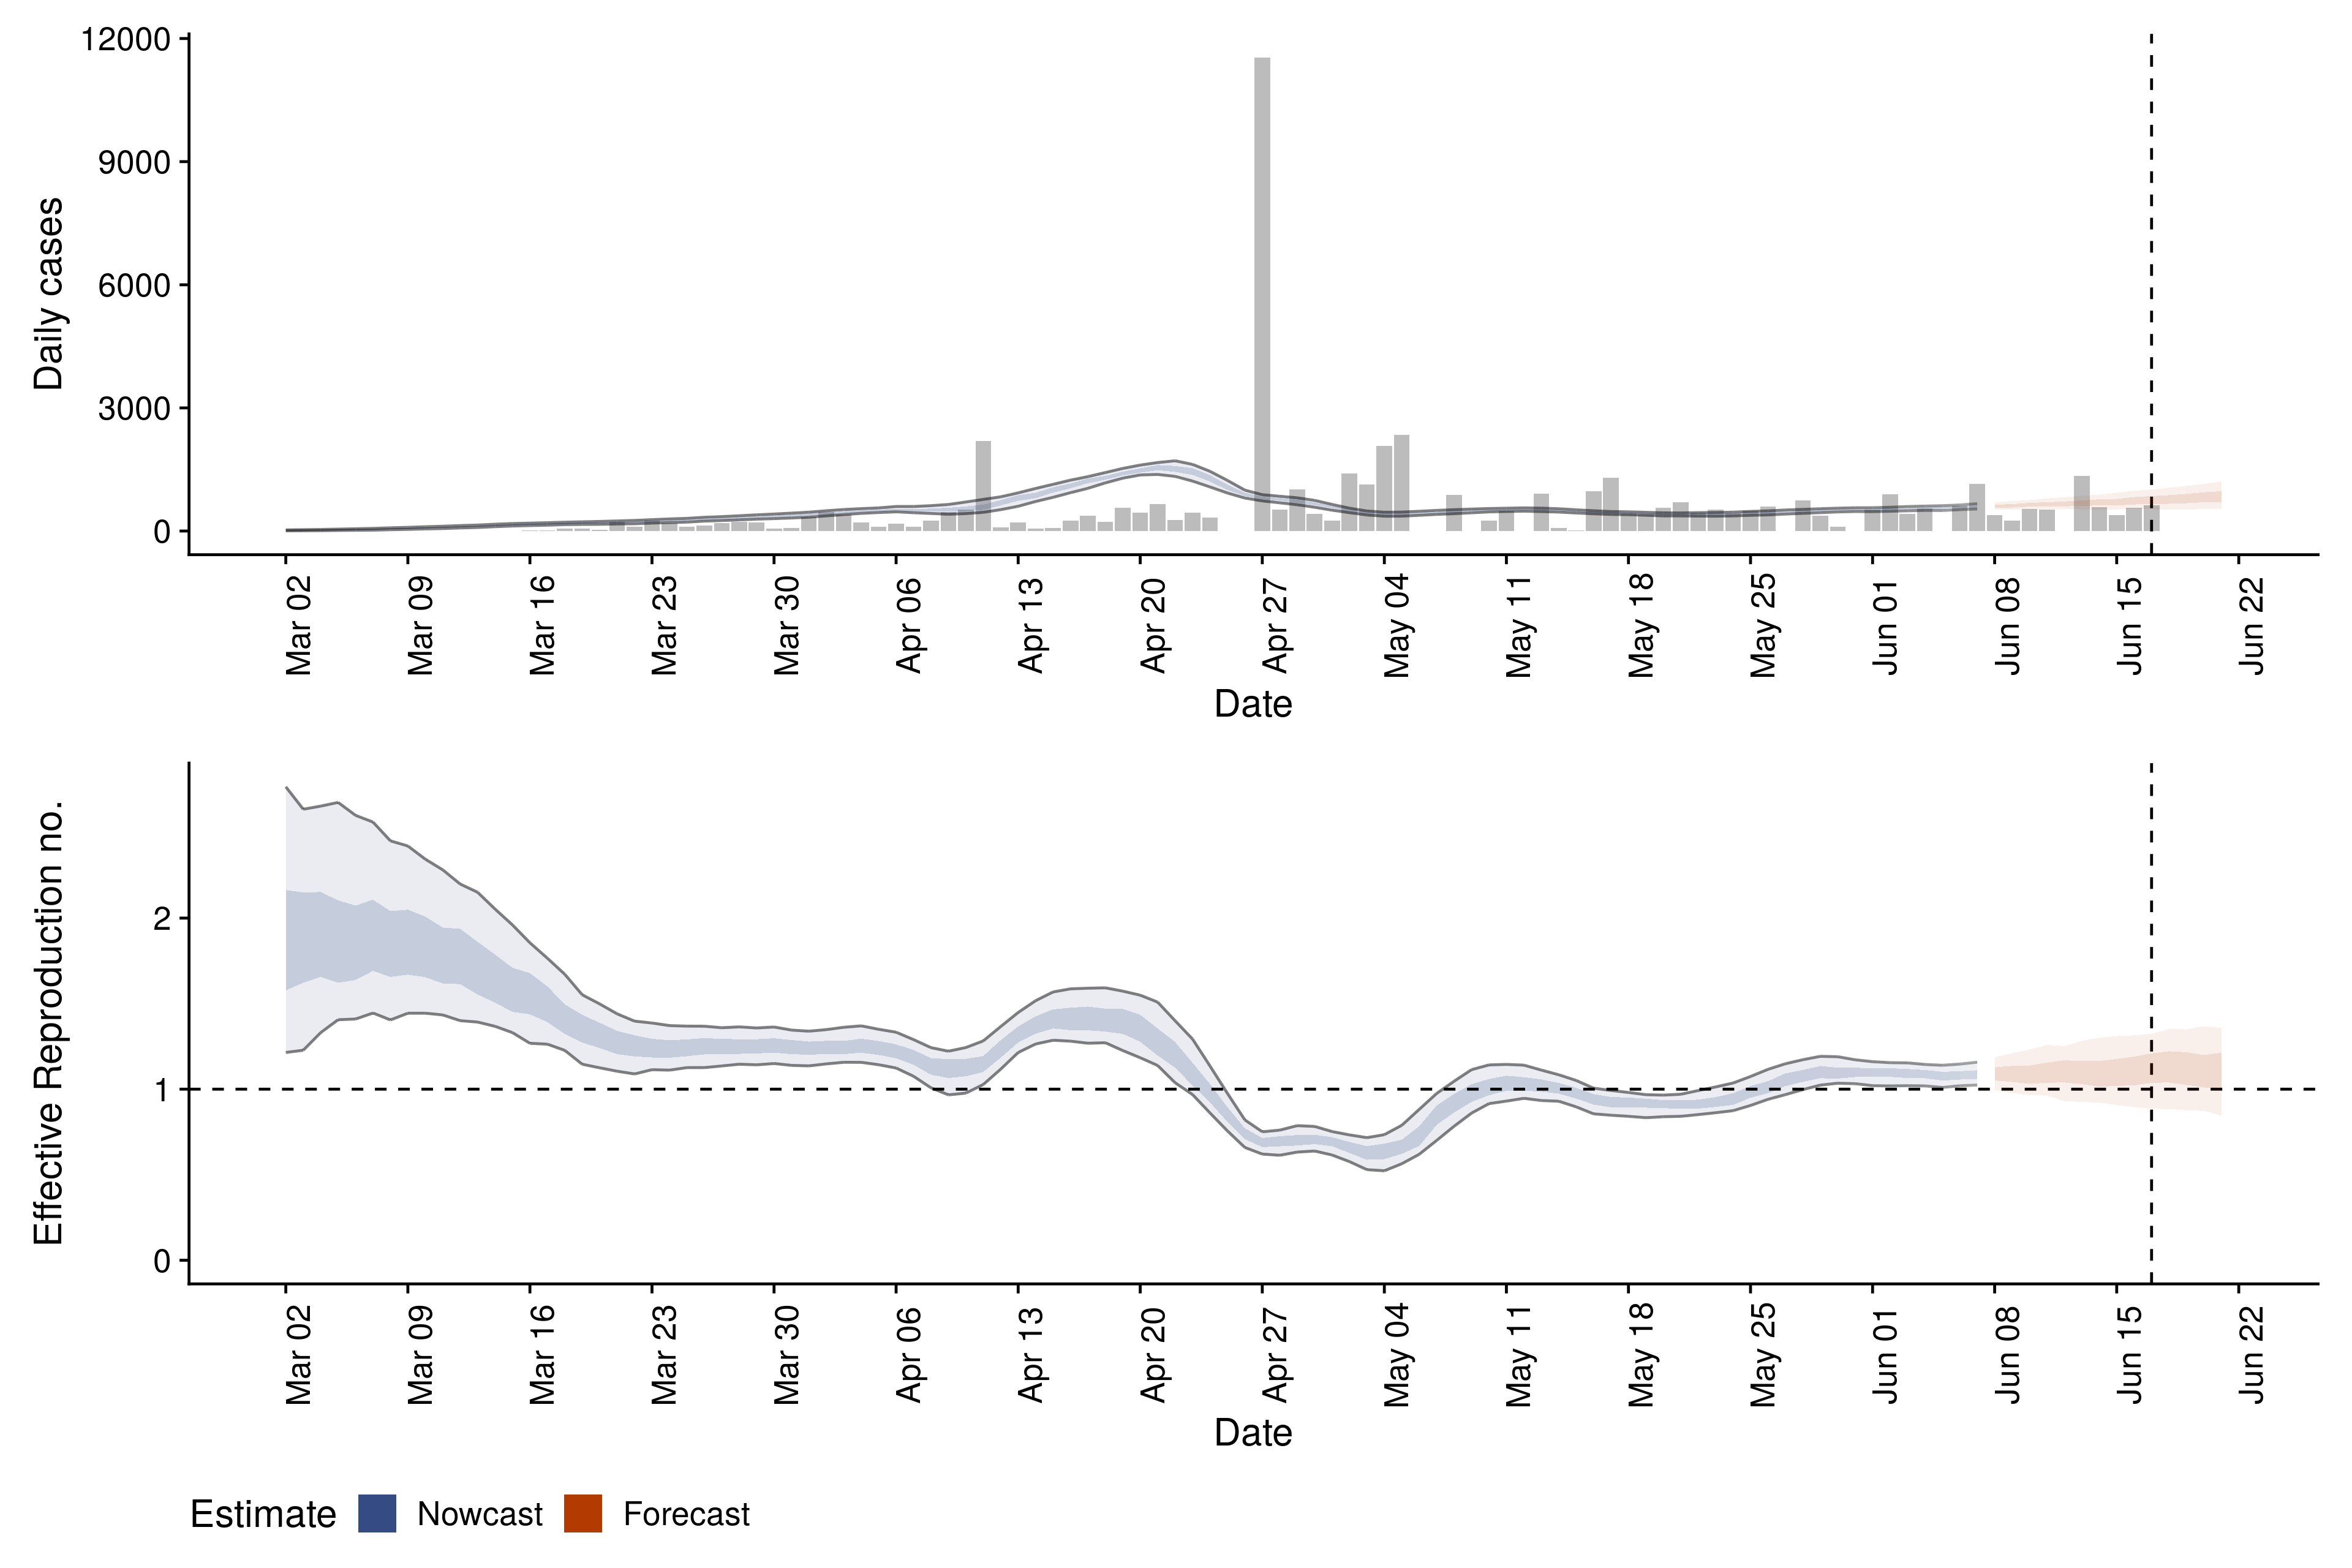 Daily cases
12000
9000
6000
3000
0
Mar 02
Mar 09
Mar 16
Mar 23
Mar 30
Apr 06
Apr 13
Apr 20
Apr 27
May 04
May 11
May 18
May 25
Jun 01
Jun 08
Jun 15
Jun 22
Date
Effective Reproduction no.
2
1
0
Mar 02
Mar 09
Mar 16
Mar 23
Mar 30
Apr 06
Apr 13
Apr 20
Apr 27
May 04
May 11
May 18
May 25
Jun 01
Jun 08
Jun 15
Jun 22
Date
Estimate Nowcast Forecast